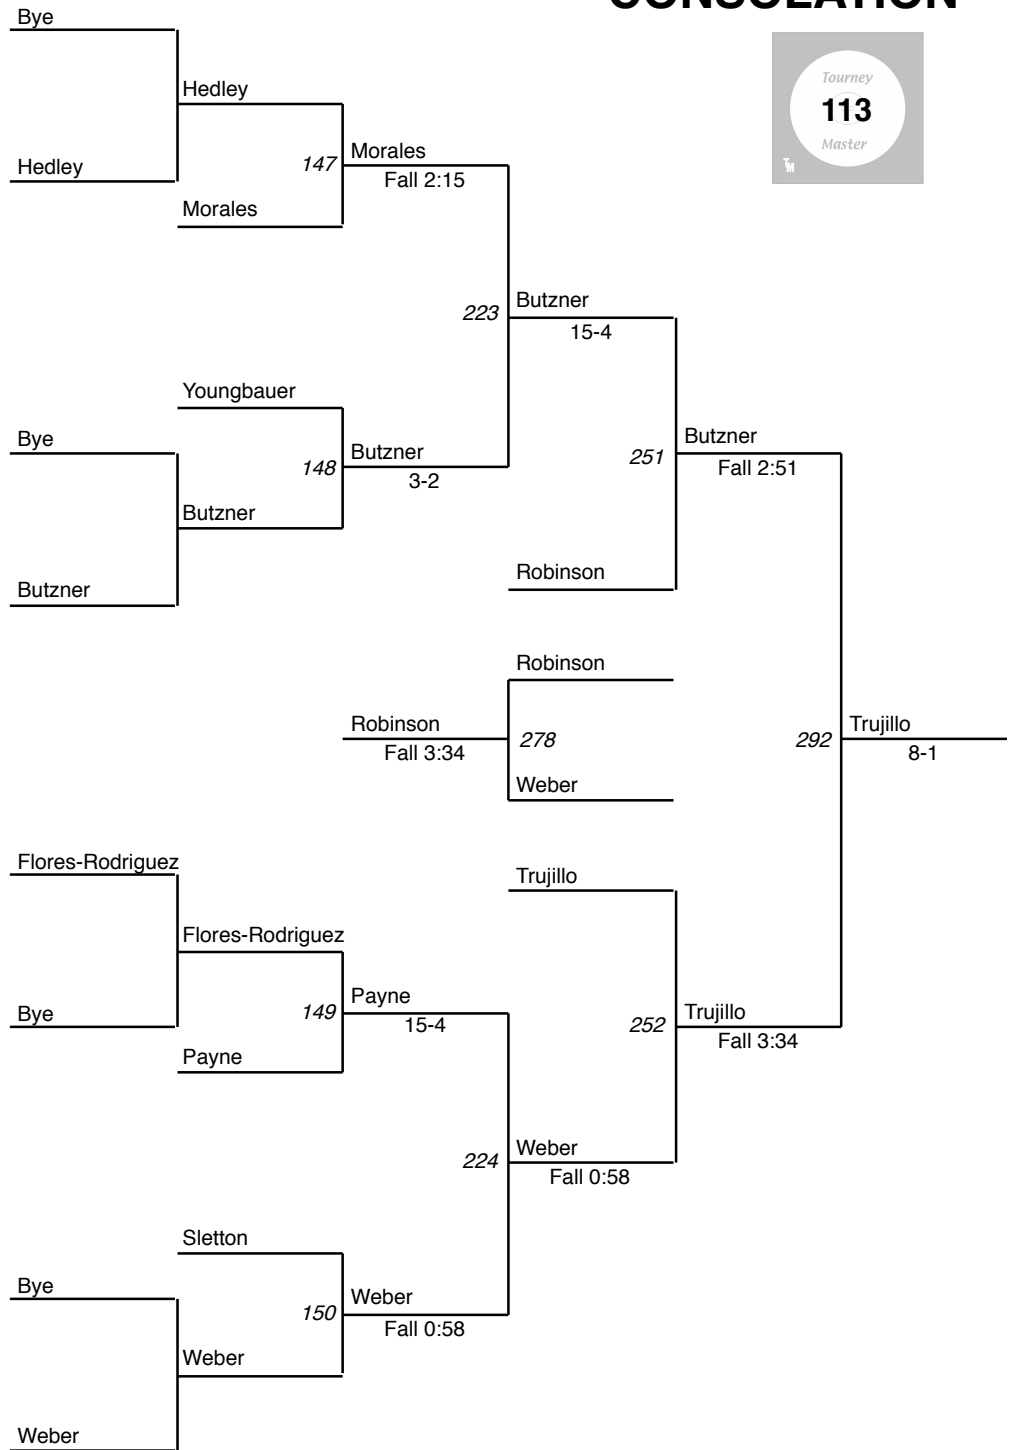 CONSOLATION
Bye
Tourney
113
Master
TM
Hedley
Hedley
147
Morales
Fall 2:15
Morales
223
Butzner
15-4
Youngbauer
Bye
148
Butzner
3-2
251
Butzner
Fall 2:51
Butzner
Butzner
Robinson
Robinson
Robinson
Fall 3:34
278
292
Trujillo
8-1
Weber
Flores-Rodriguez
Trujillo
Flores-Rodriguez
Bye
149
Payne
15-4
252
Trujillo
Fall 3:34
Payne
224
Weber
Fall 0:58
Sletton
Bye
150
Weber
Fall 0:58
Weber
Weber